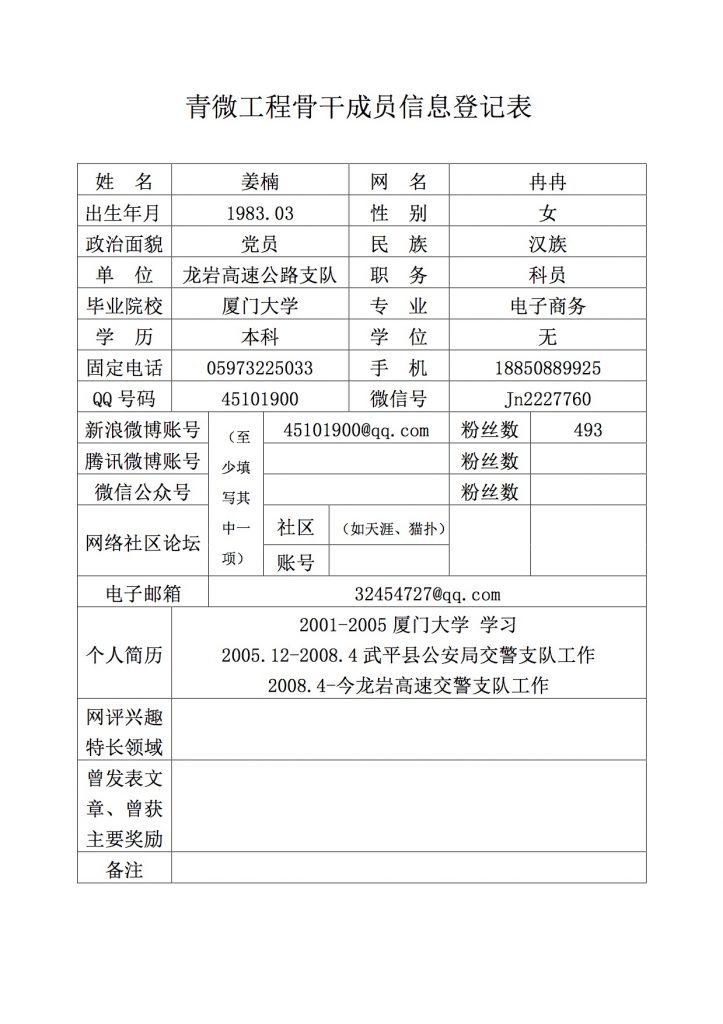 青微工程骨干成员信息登记表
姓 名 姜楠 网 名 冉冉
出生年月 1983.03 性 别 女
政治面貌 党员 民 族 汉族
单 位 龙岩高速公路支队 职 务 科员
毕业院校 厦门大学 专 业 电子商务
学 历 本科 学 位 无
固定电话 05973225033 手 机 18850889925
QQ号码 45101900 微信号 Jn2227760
新浪微博账号 (至少填写其中一项) 45101900@qq.com 粉丝数 493
腾讯微博账号 粉丝数
微信公众号 粉丝数
网络社区论坛 社区 (如天涯、猫扑)
账号
电子邮箱 32454727@qq.com
个人简历
2001-2005 厦门大学 学习
2005.12-2008.4 武平县公安局交警支队工作
2008.4-今龙岩高速交警支队工作
网评兴趣
特长领域
曾发表文
章、曾获
主要奖励
备注